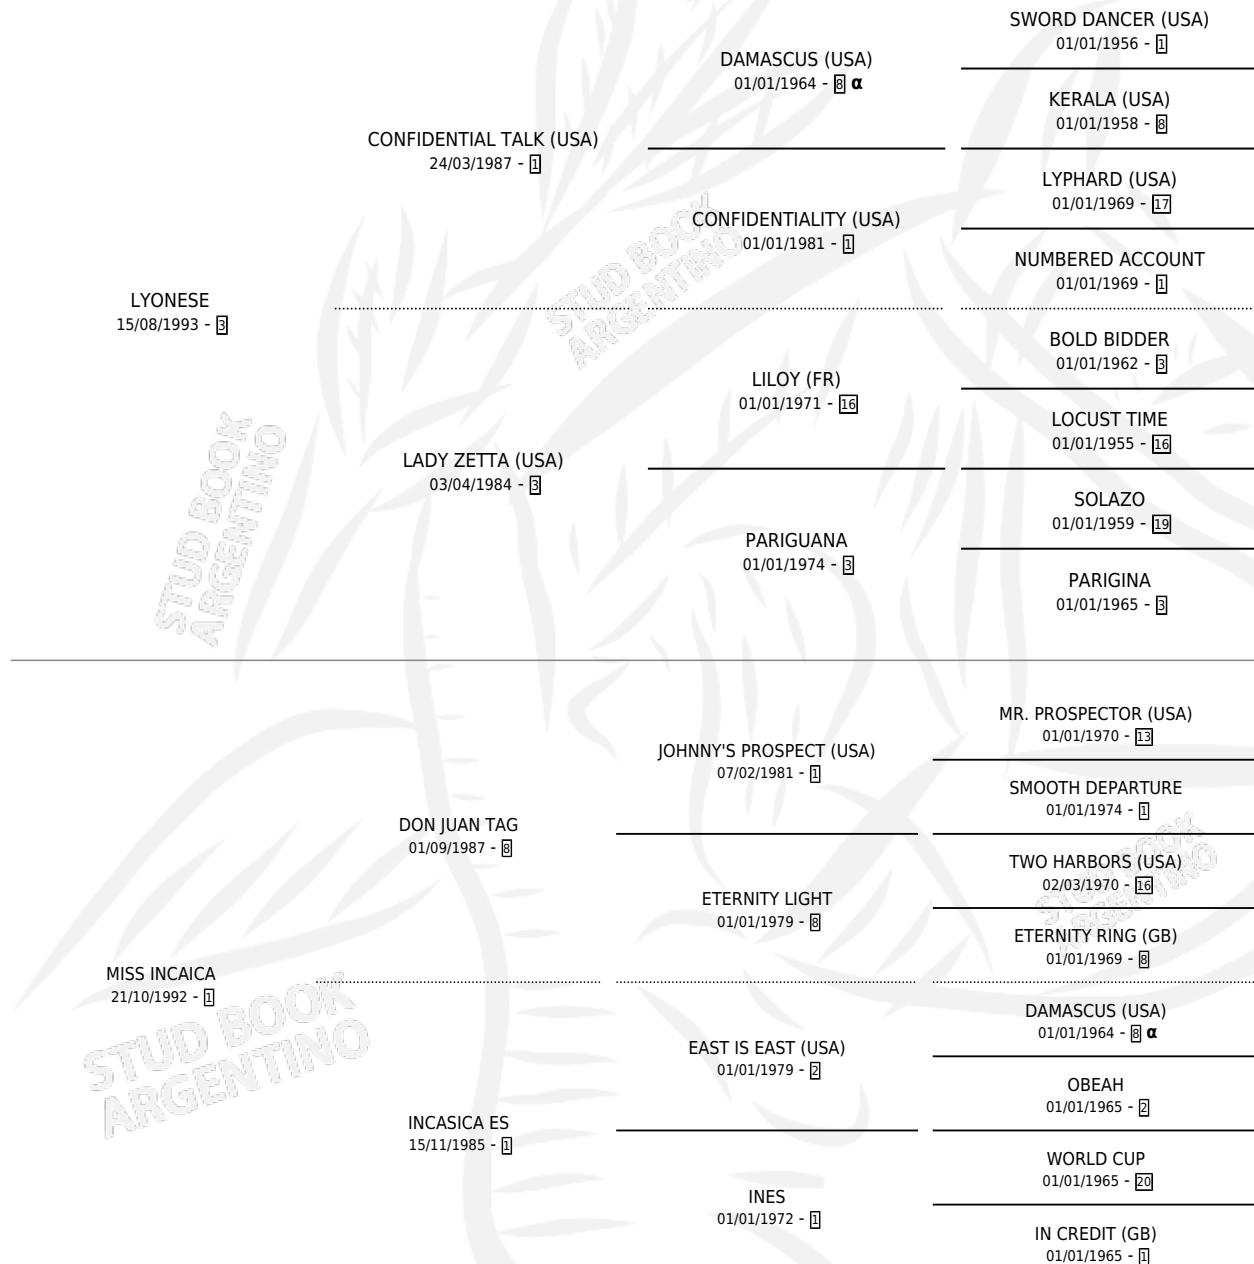 SWORD DANCER (USA)
01/01/1956 - 1
DAMASCUS (USA)
01/01/1964 - 8 α
KERALA (USA)
01/01/1958 - 8
CONFIDENTIAL TALK (USA)
24/03/1987 - 1
LYPHARD (USA)
01/01/1969 - 17
CONFIDENTIALITY (USA)
01/01/1981 - 1
NUMBERED ACCOUNT
01/01/1969 - 1
LYONESE
15/08/1993 - 3
BOLD BIDDER
01/01/1962 - 3
LILOY (FR)
01/01/1971 - 16
LOCUST TIME
01/01/1955 - 16
LADY ZETTA (USA)
03/04/1984 - 3
SOLAZO
01/01/1959 - 19
PARIGUANA
01/01/1974 - 3
PARIGINA
01/01/1965 - 3
MR. PROSPECTOR (USA)
01/01/1970 - 13
JOHNNY'S PROSPECT (USA)
07/02/1981 - 1
SMOOTH DEPARTURE
01/01/1974 - 1
DON JUAN TAG
01/09/1987 - 8
TWO HARBORS (USA)
02/03/1970 - 16
ETERNITY LIGHT
01/01/1979 - 8
ETERNITY RING (GB)
01/01/1969 - 8
MISS INCAICA
21/10/1992 - 1
DAMASCUS (USA)
01/01/1964 - 8 α
EAST IS EAST (USA)
01/01/1979 - 2
OBEAH
01/01/1965 - 2
INCASICA ES
15/11/1985 - 1
WORLD CUP
01/01/1965 - 20
INES
01/01/1972 - 1
IN CREDIT (GB)
01/01/1965 - 1
STUD BOOK
ARGENTINO
STUD BOOK
ARGENTINO
STUD BOOK
ARGENTINO
STUD BOOK
ARGENTINO